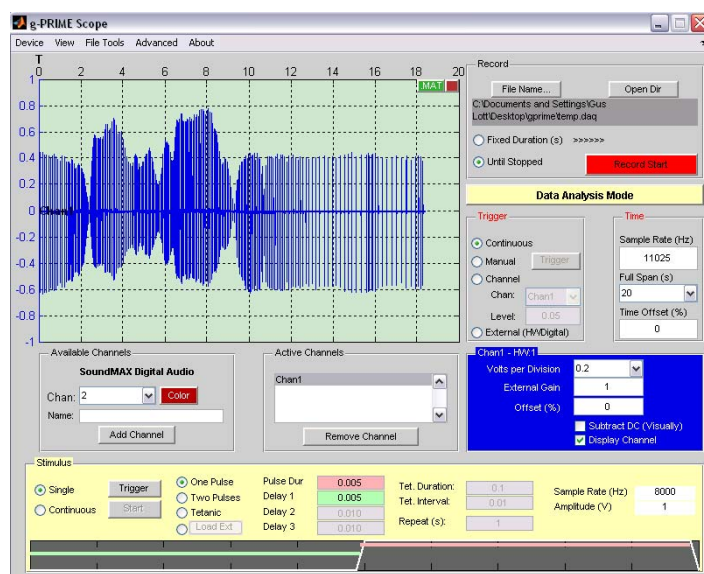 g-PRIME Scope
Device View File Tools Advanced About
T
0 2 4 6 8 10 12 14 16 18 20
1
0.8
0.6
0.4
0.2
0
-0.2
-0.4
-0.6
-0.8
-1
Chan1
.MAT
Record
File Name... Open Dir
C:\Documents and Settings\Gus
Lott\Desktop\gprime\temp.daq
Fixed Duration (s) >>>>>>
Until Stopped Record Start
Data Analysis Mode
Trigger
Continuous
Manual Trigger
Channel
Chan: Chan1
Level: 0.05
External (HWDigital)
Time
Sample Rate (Hz)
11025
Full Span (s)
20
Time Offset (%)
0
Available Channels
SoundMAX Digital Audio
Chan: 2 Color
Name:
Add Channel
Active Channels
Chan1
Remove Channel
Chan1 - HW:1
Volts per Division 0.2
External Gain 1
Offset (%) 0
Subtract DC (Visually)
Display Channel
Stimulus
Single Trigger
Continuous Start
One Pulse
Two Pulses
Tetanic
Load Ext
Pulse Dur 0.005
Delay 1 0.005
Delay 2 0.010
Delay 3 0.010
Tet. Duration: 0.1
Tet. Interval: 0.01
Repeat (s): 1
Sample Rate (Hz) 8000
Amplitude (V) 1